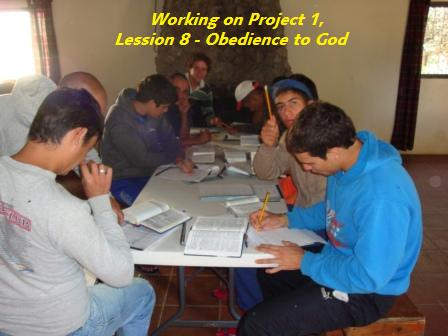 Working on Project 1,
Lession 8 - Obedience to God